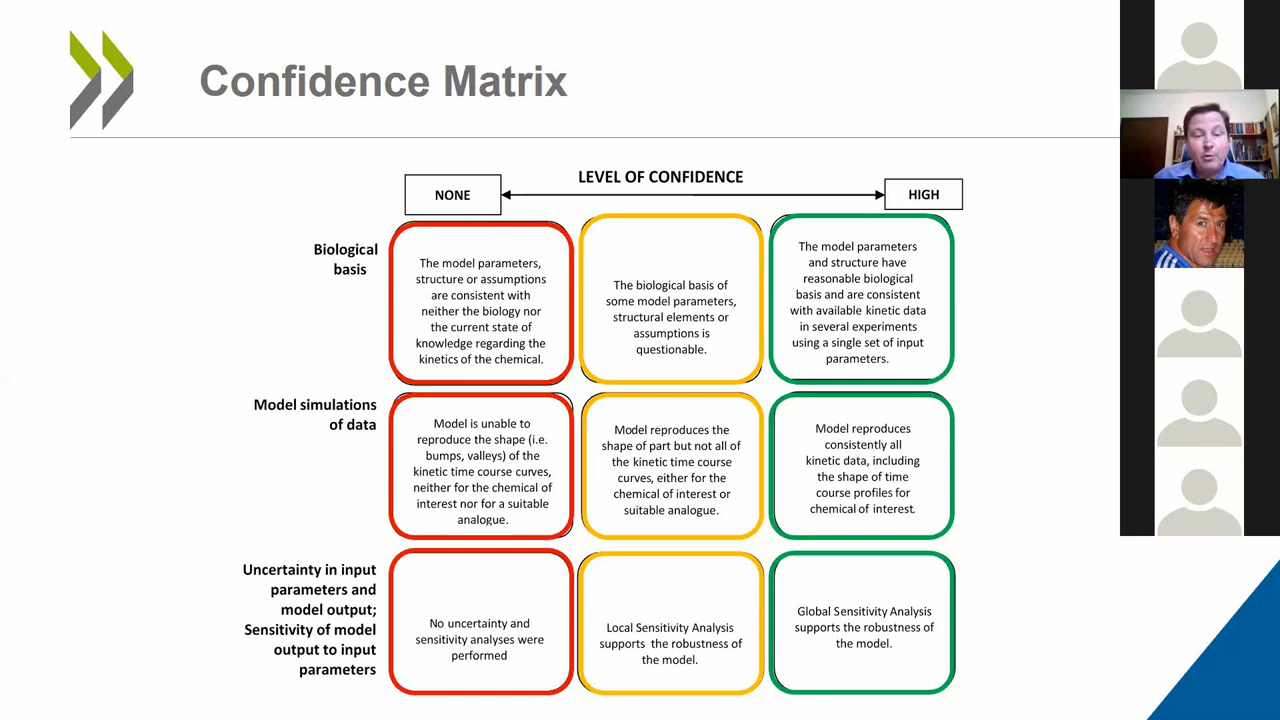 Confidence Matrix
LEVEL OF CONFIDENCE
NONE
HIGH
Biological
basis
The model parameters,
structure or assumptions
are consistent with
neither the biology nor
the current state of
knowledge regarding the
kinetics of the chemical.
The biological basis of
some model parameters,
structural elements or
assumptions is
questionable.
The model parameters
and structure have
reasonable biological
basis and are consistent
with available kinetic data
in several experiments
using a single set of input
parameters.
Model simulations
of data
Model is unable to
reproduce the shape (i.e.
bumps, valleys) of the
kinetic time course curves,
neither for the chemical of
interest nor for a suitable
analogue.
Model reproduces the
shape of part but not all of
the kinetic time course
curves, either for the
chemical of interest or
suitable analogue.
Model reproduces
consistently all
kinetic data, including
the shape of time
course profiles for
chemical of interest.
Uncertainty in input
parameters and
model output;
Sensitivity of model
output to input
parameters
No uncertainty and
sensitivity analyses were
performed
Local Sensitivity Analysis
supports the robustness of
the model.
Global Sensitivity Analysis
supports the robustness of
the model.